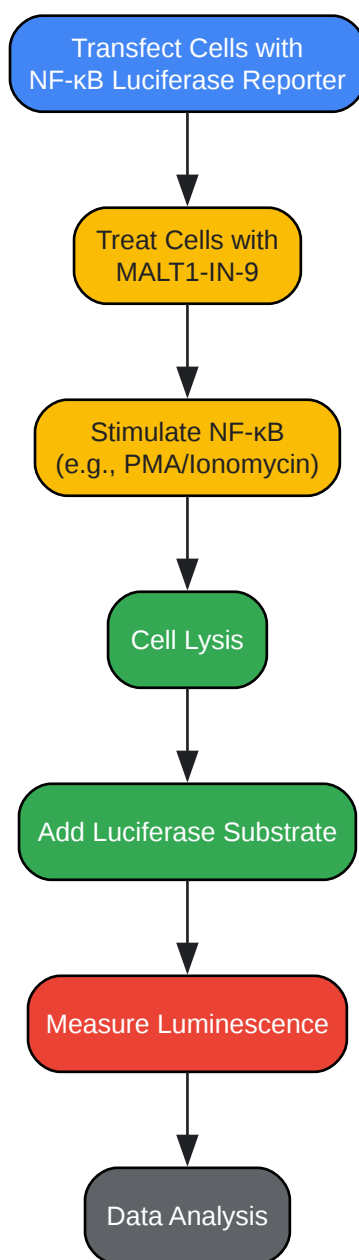 Transfect Cells with
NF-κB Luciferase Reporter
Treat Cells with
MALT1-IN-9
Stimulate NF-κB
(e.g., PMA/Ionomycin)
Cell Lysis
Add Luciferase Substrate
Measure Luminescence
Data Analysis